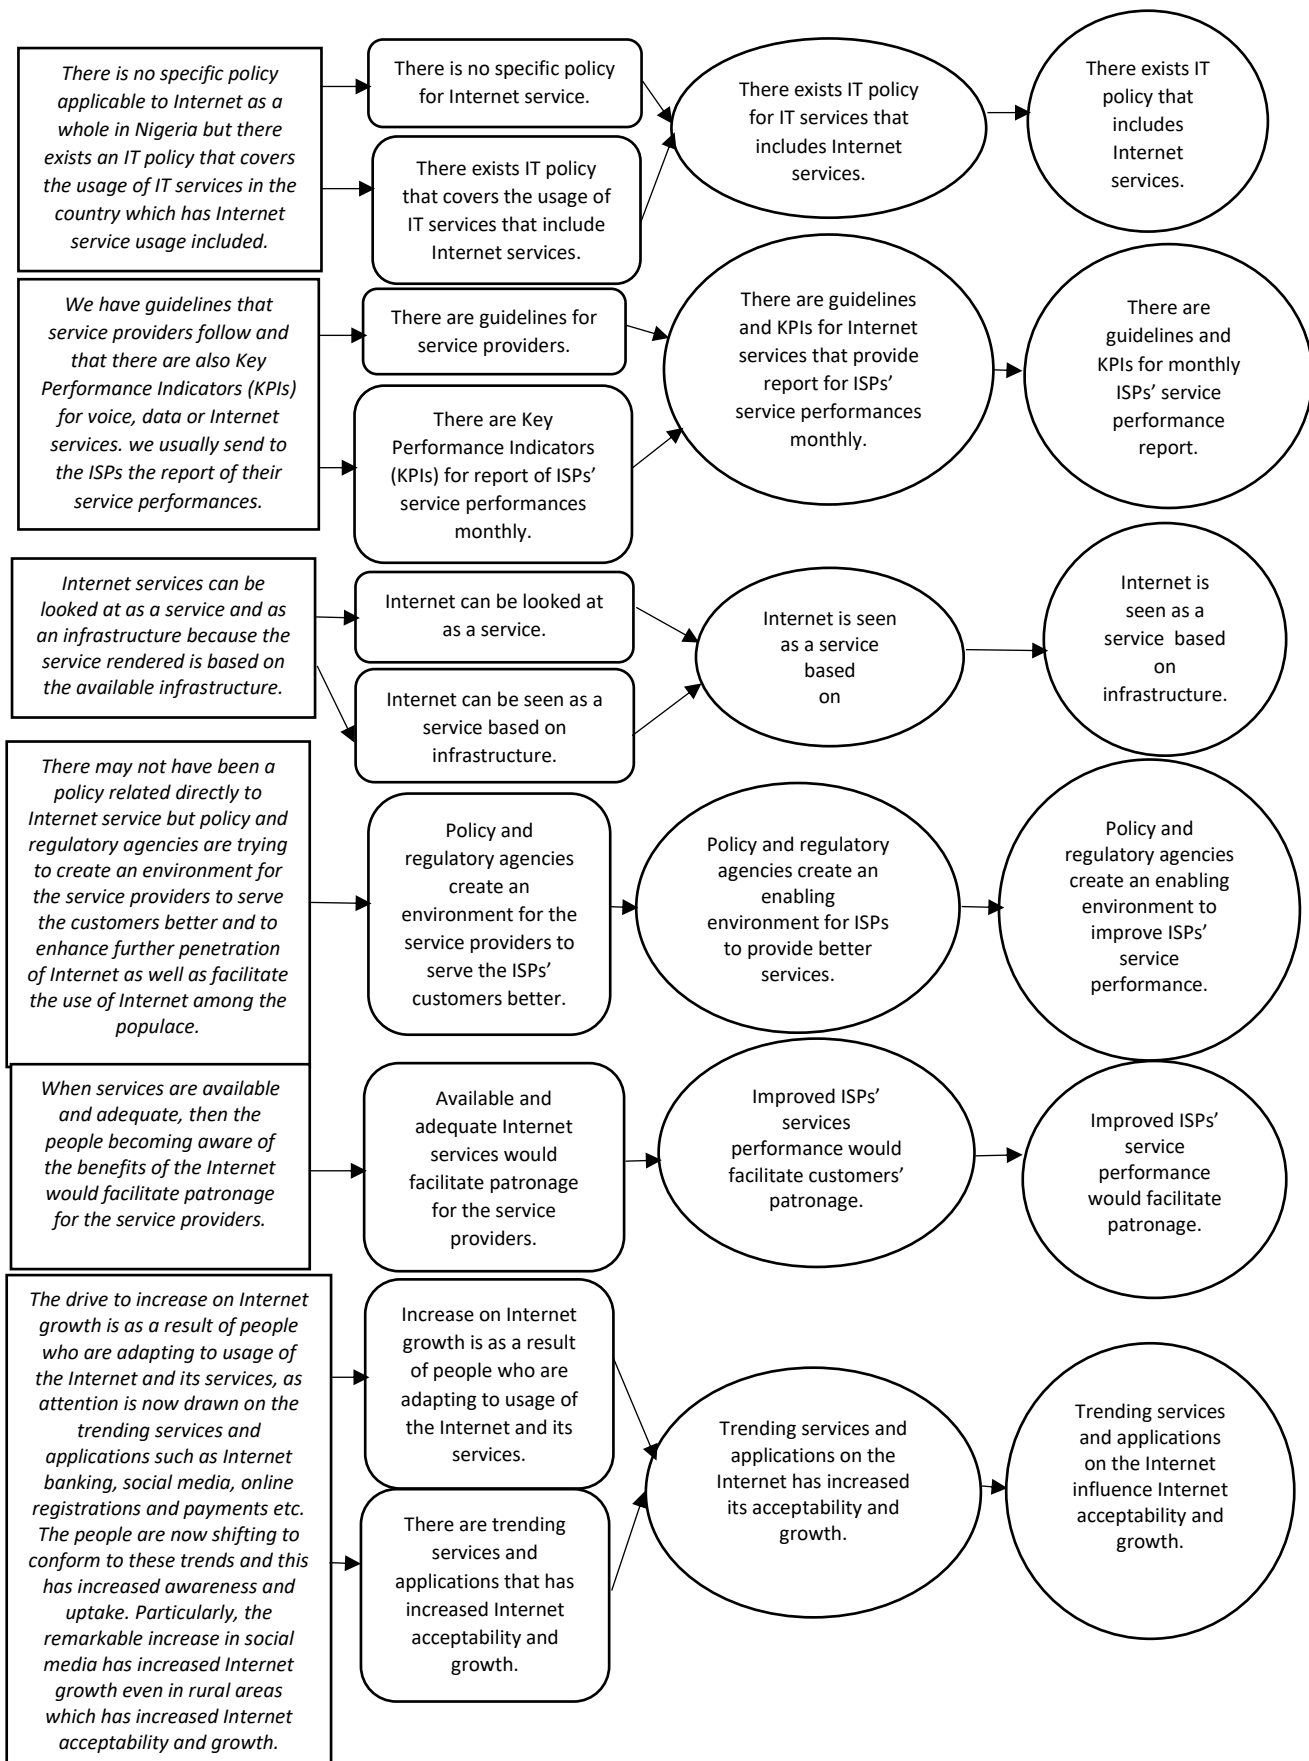 There is no specific policy
applicable to Internet as a
whole in Nigeria but there
exists an IT policy that covers
the usage of IT services in the
country which has Internet
service usage included.
There is no specific policy
for Internet service.
There exists IT policy
that covers the usage of
IT services that include
Internet services.
There exists IT policy
for IT services that
includes Internet
services.
There exists IT
policy that
includes
Internet
services.
We have guidelines that
service providers follow and
that there are also Key
Performance Indicators (KPIs)
for voice, data or Internet
services. we usually send to
the ISPs the report of their
service performances.
There are guidelines for
service providers.
There are Key
Performance Indicators
(KPIs) for report of ISPs’
service performances
monthly.
There are guidelines
and KPIs for Internet
services that provide
report for ISPs’
service performances
monthly.
There are
guidelines and
KPIs for monthly
ISPs’ service
performance
report.
Internet services can be
looked at as a service and as
an infrastructure because the
service rendered is based on
the available infrastructure.
Internet can be looked at
as a service.
Internet can be seen as a
service based on
infrastructure.
Internet is seen
as a service
based
on
Internet is
seen as a
service  based
on
infrastructure.
There may not have been a
policy related directly to
Internet service but policy and
regulatory agencies are trying
to create an environment for
the service providers to serve
the customers better and to
enhance further penetration
of Internet as well as facilitate
the use of Internet among the
populace.
Policy and
regulatory agencies
create an
environment for the
service providers to
serve the ISPs’
customers better.
Policy and regulatory
agencies create an
enabling
environment for ISPs
to provide better
services.
Policy and
regulatory agencies
create an enabling
environment to
improve ISPs’
service
performance.
When services are available
and adequate, then the
people becoming aware of
the benefits of the Internet
would facilitate patronage
for the service providers.
Available and
adequate Internet
services would
facilitate patronage
for the service
providers.
Improved ISPs’
services
performance would
facilitate customers’
patronage.
Improved ISPs’
service
performance
would facilitate
patronage.
The drive to increase on Internet
growth is as a result of people
who are adapting to usage of
the Internet and its services, as
attention is now drawn on the
trending services and
applications such as Internet
banking, social media, online
registrations and payments etc.
The people are now shifting to
conform to these trends and this
has increased awareness and
uptake. Particularly, the
remarkable increase in social
media has increased Internet
growth even in rural areas
which has increased Internet
acceptability and growth.
Increase on Internet
growth is as a result
of people who are
adapting to usage of
the Internet and its
services.
There are trending
services and
applications that has
increased Internet
acceptability and
growth.
Trending services and
applications on the
Internet has increased
its acceptability and
growth.
Trending services
and applications
on the Internet
influence Internet
acceptability and
growth.